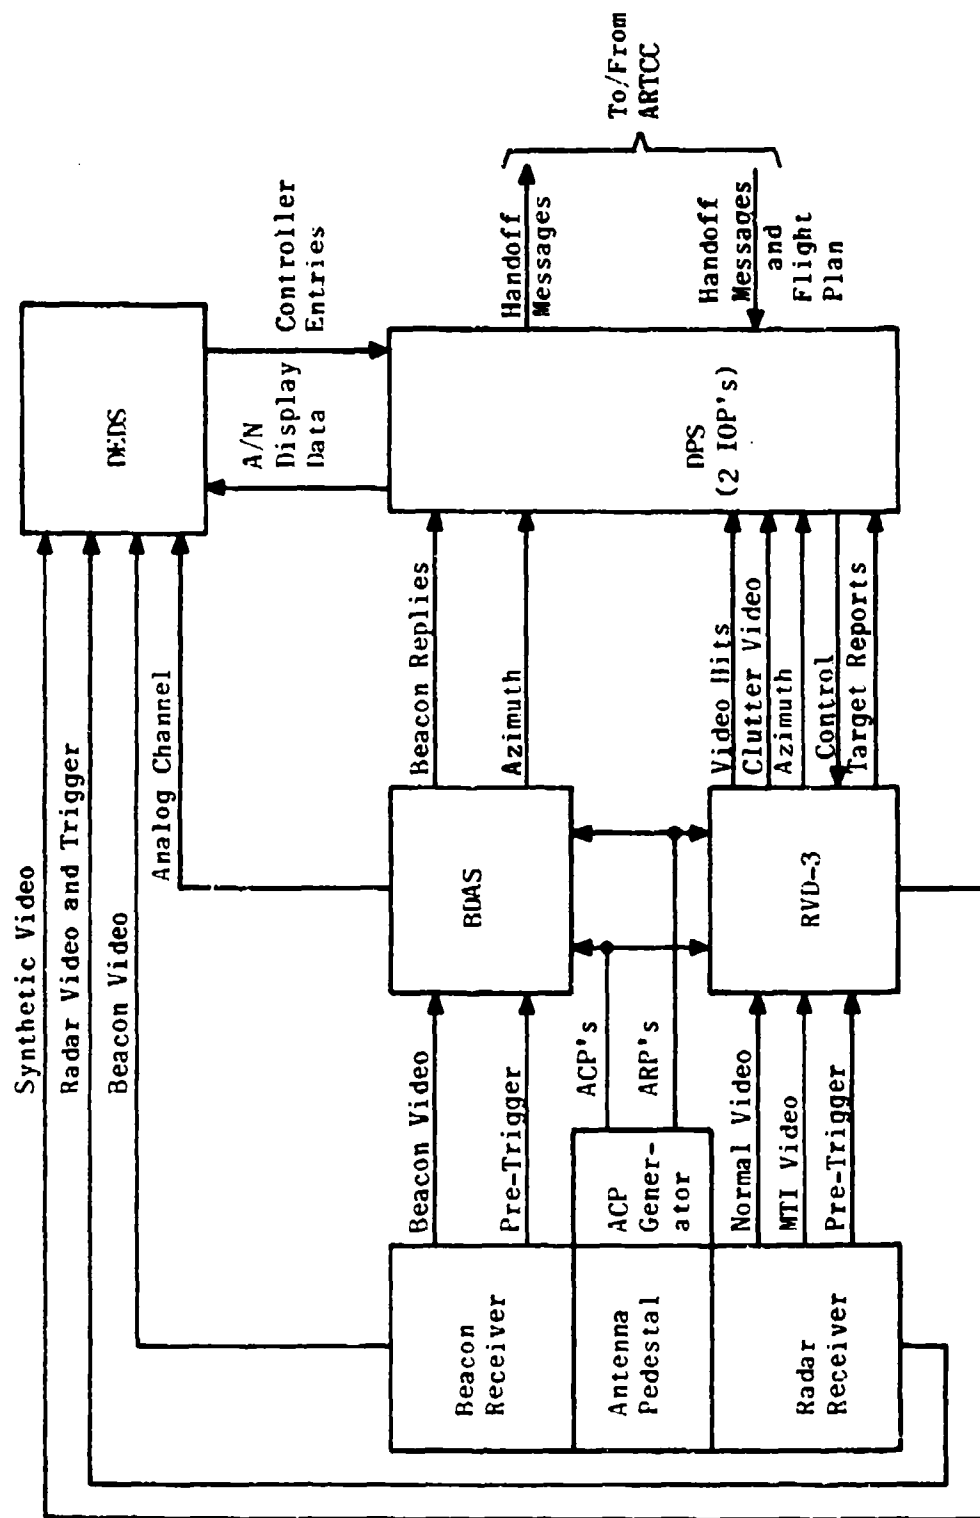 Synthetic Video
Radar Video and Trigger
Beacon Video
Analog Channel
DEDS
A/N
Display
Data
Controller
Entries
Beacon
Receiver
Beacon Video
Pre-Trigger
BDAS
Beacon Replies
Azimuth
DPS
(2 IOP's)
Handoff
Messages
To/From
ARTCC
Handoff
Messages
and
Flight
Plan
Antenna
Pedestal
ACP
Gener-
ator
ACP's
ARP's
Radar
Receiver
Normal Video
MTI Video
Pre-Trigger
RVD-3
Video Hits
Clutter Video
Azimuth
Control
Target Reports